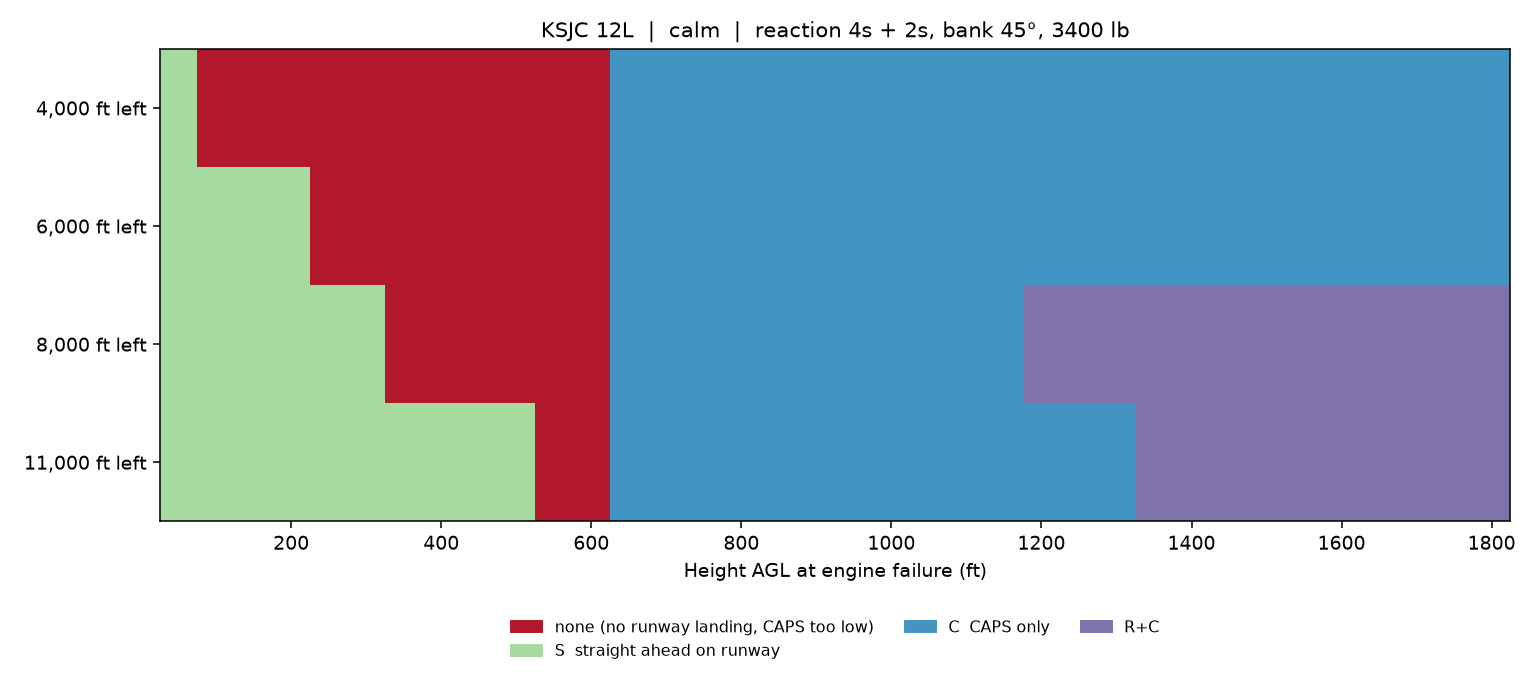 KSJC 12L  |  calm  |  reaction 4s + 2s, bank 45°, 3400 lb
4,000 ft left
6,000 ft left
8,000 ft left
11,000 ft left
200 400 600 800 1000 1200 1400 1600 1800
Height AGL at engine failure (ft)
none (no runway landing, CAPS too low)
S  straight ahead on runway
C  CAPS only
R+C